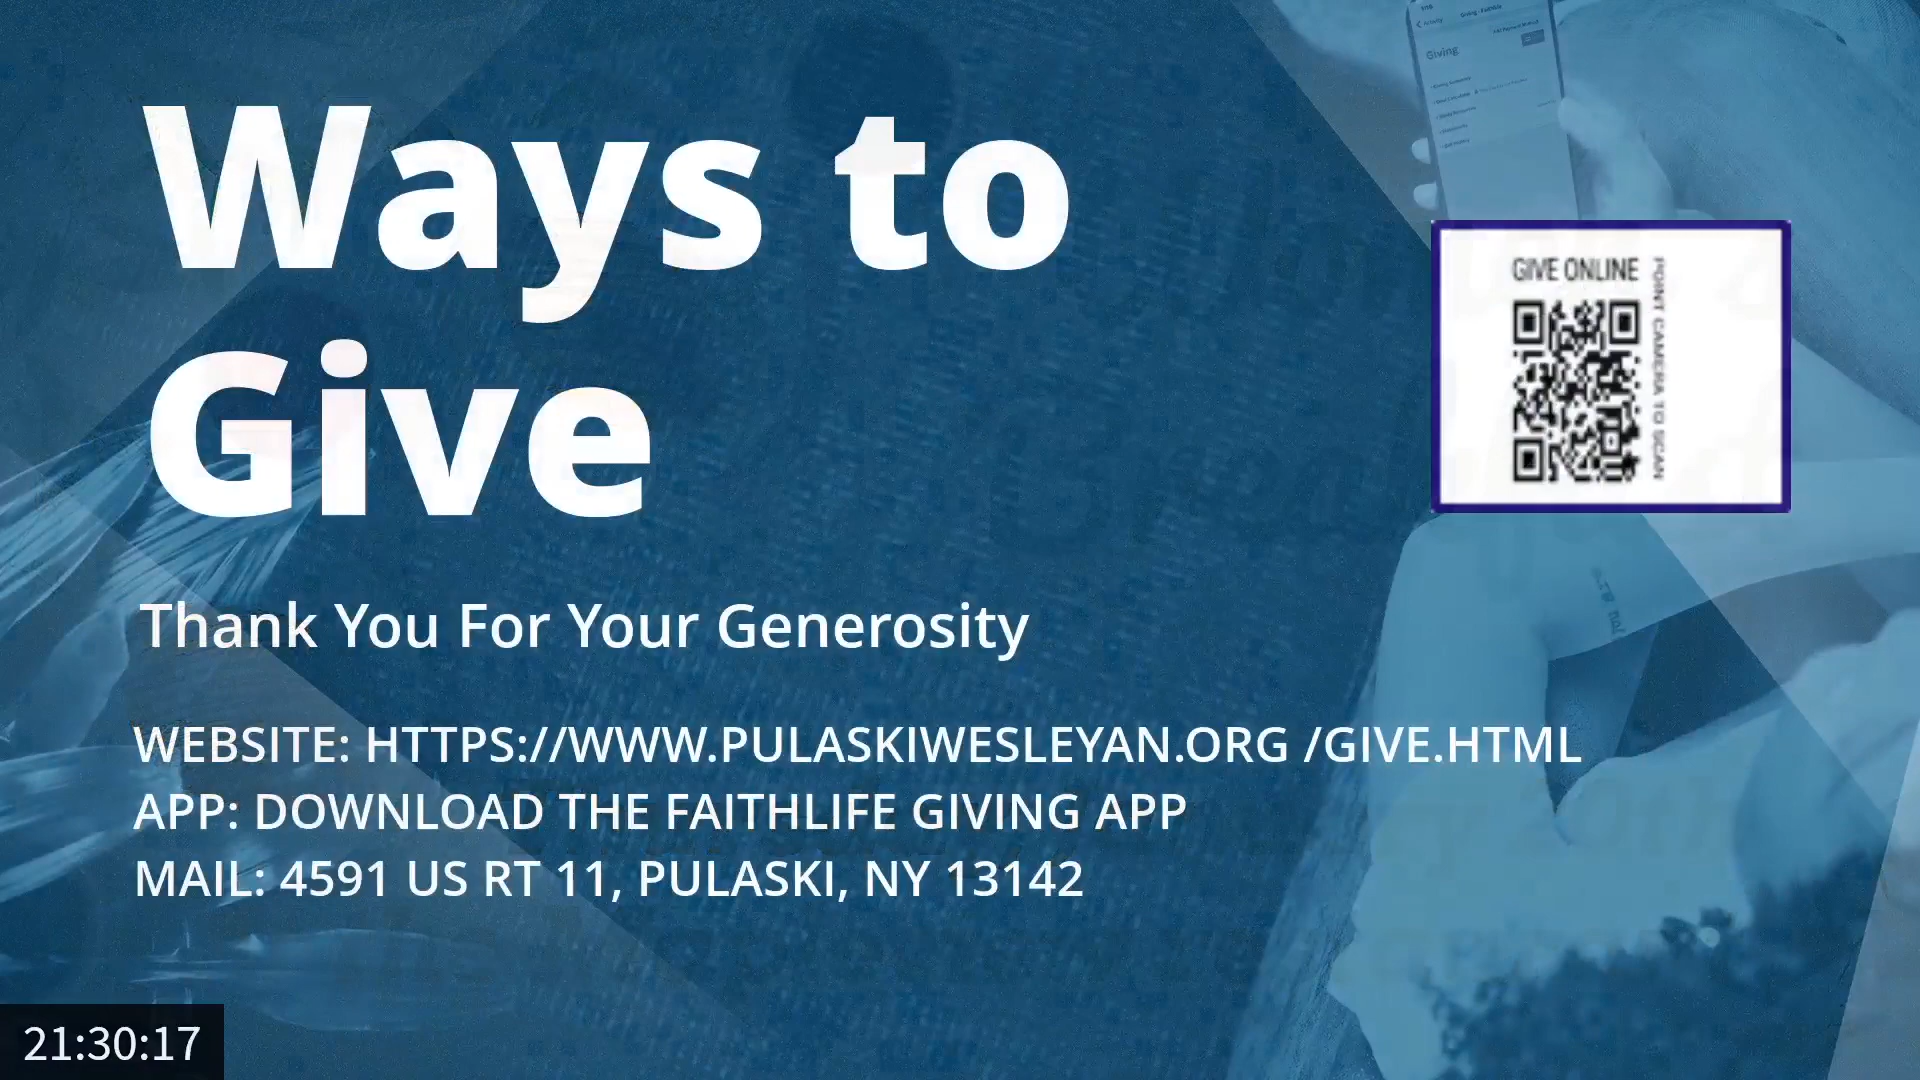 Giving
Ways to
Give
GIVE ONLINE
POINT CAMERA TO SCAN
Thank You For Your Generosity
WEBSITE: HTTPS://WWW.PULASKIWESLEYAN.ORG /GIVE.HTML
APP: DOWNLOAD THE FAITHLIFE GIVING APP
MAIL: 4591 US RT 11, PULASKI, NY 13142
21:30:17